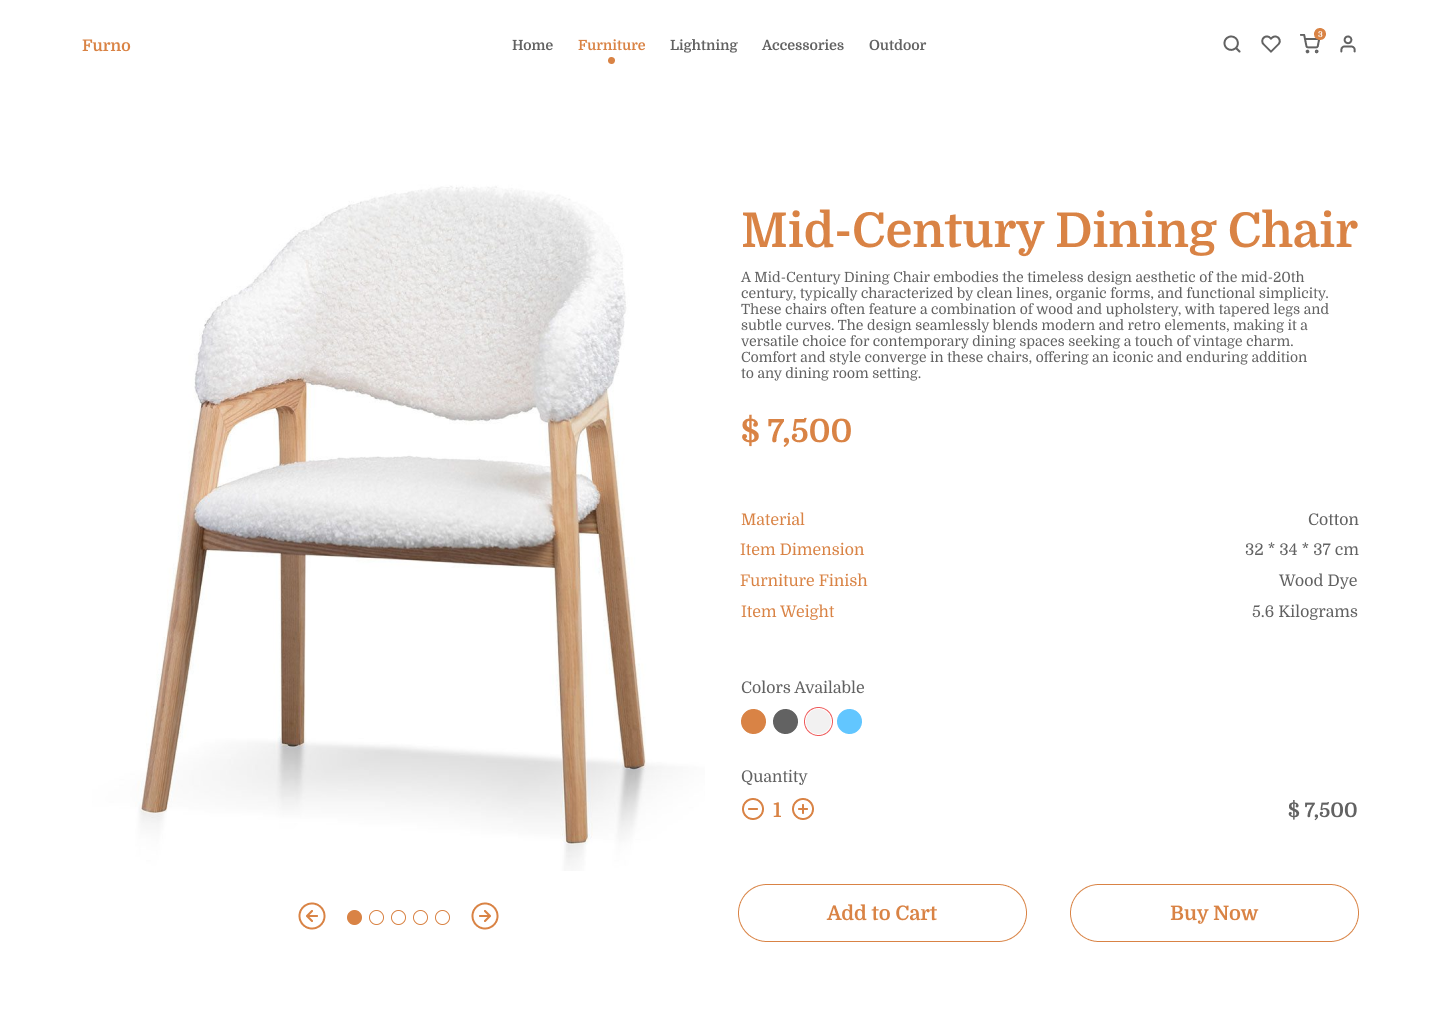 Furno
Home Furniture Lightning Accessories Outdoor
3
Mid-Century Dining Chair
A Mid-Century Dining Chair embodies the timeless design aesthetic of the mid-20th
century, typically characterized by clean lines, organic forms, and functional simplicity.
These chairs often feature a combination of wood and upholstery, with tapered legs and
subtle curves. The design seamlessly blends modern and retro elements, making it a
versatile choice for contemporary dining spaces seeking a touch of vintage charm.
Comfort and style converge in these chairs, offering an iconic and enduring addition
to any dining room setting.
$ 7,500
Material Cotton
Item Dimension 32 * 34 * 37 cm
Furniture Finish Wood Dye
Item Weight 5.6 Kilograms
Colors Available
Quantity
1 $ 7,500
Add to Cart Buy Now